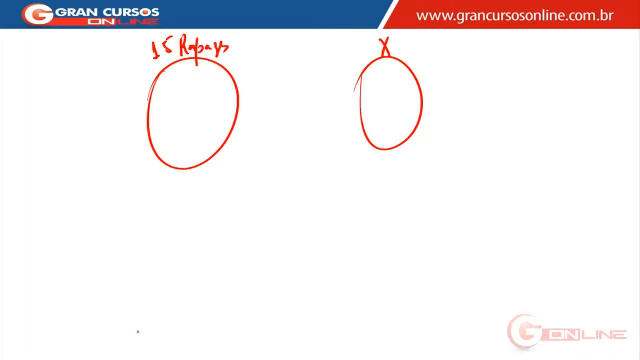 GRAN CURSOS
ONLINE
www.grancursosonline.com.br
15 Rapazes X
ONLINE